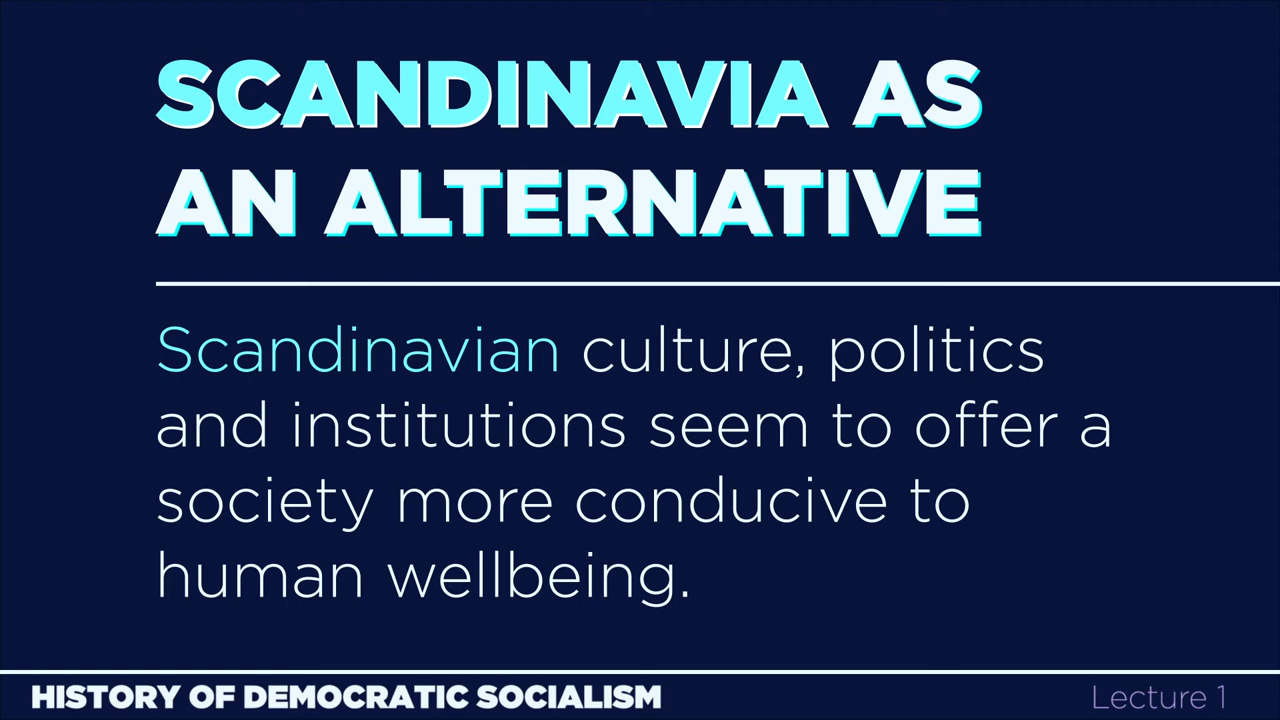 SCANDINAVIA AS
AN ALTERNATIVE
Scandinavian culture, politics
and institutions seem to offer a
society more conducive to
human wellbeing.
HISTORY OF DEMOCRATIC SOCIALISM
Lecture 1